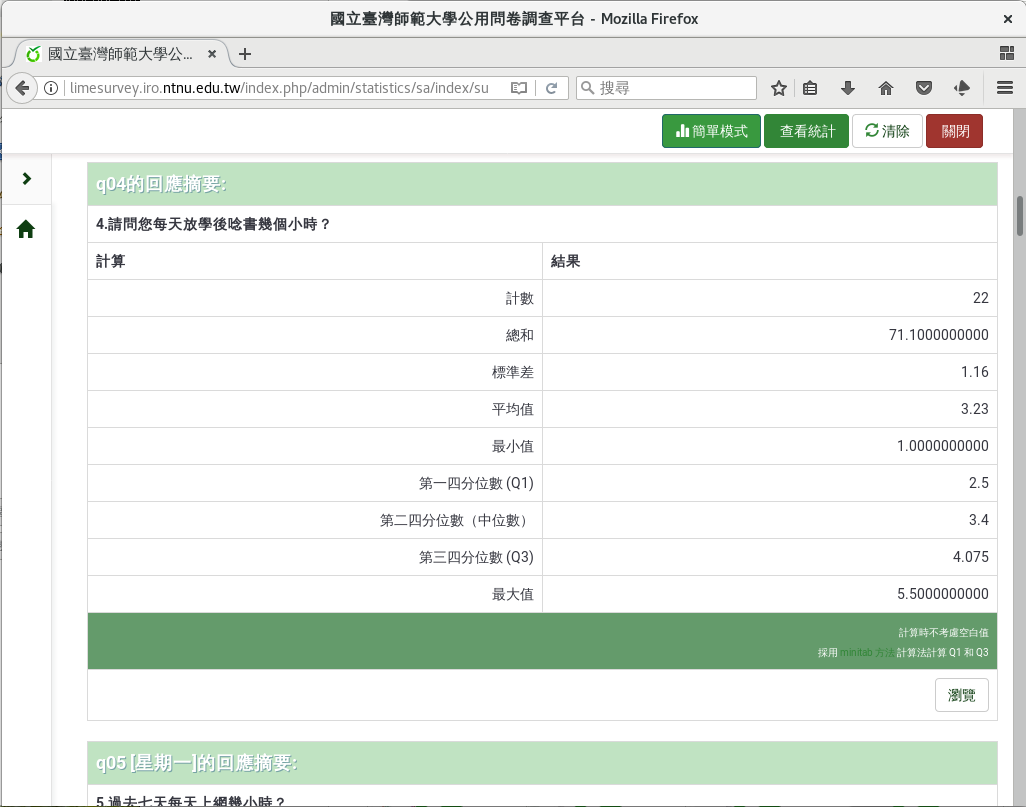 國立臺灣師範大學公用問卷調查平台 - Mozilla Firefox
國立臺灣師範大學公...
limesurvey.iro.ntnu.edu.tw/index.php/admin/statistics/sa/index/su
搜尋
簡單模式 查看統計 清除 關閉
q04的回應摘要:
4.請問您每天放學後唸書幾個小時？
計算 結果
計數 22
總和 71.1000000000
標準差 1.16
平均值 3.23
最小值 1.0000000000
第一四分位數 (Q1) 2.5
第二四分位數（中位數） 3.4
第三四分位數 (Q3) 4.075
最大值 5.5000000000
計算時不考慮空白值
採用 minitab 方法 計算法計算 Q1 和 Q3
瀏覽
q05 [星期一]的回應摘要:
5.過去七天每天上網幾小時？